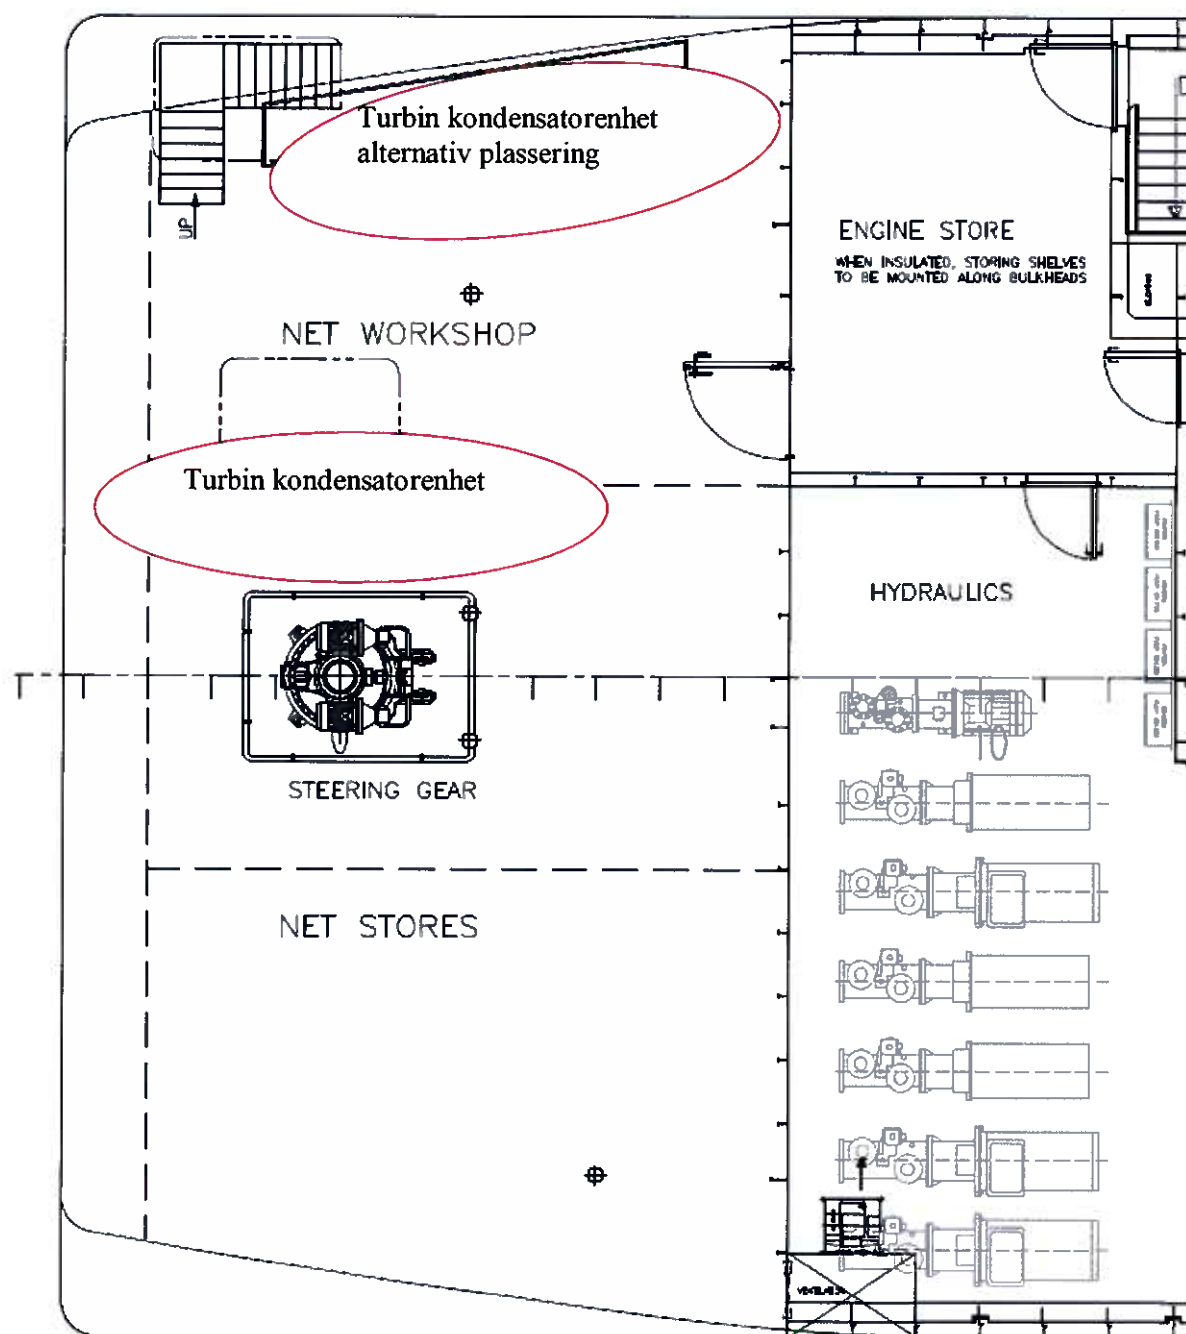 Turbin kondensatorenhet
alternativ plassering
UP
ENGINE STORE
WHEN INSULATED, STORING SHELVES
TO BE MOUNTED ALONG BULKHEADS
NET WORKSHOP
Turbin kondensatorenhet
HYDRAULICS
STEERING GEAR
NET STORES